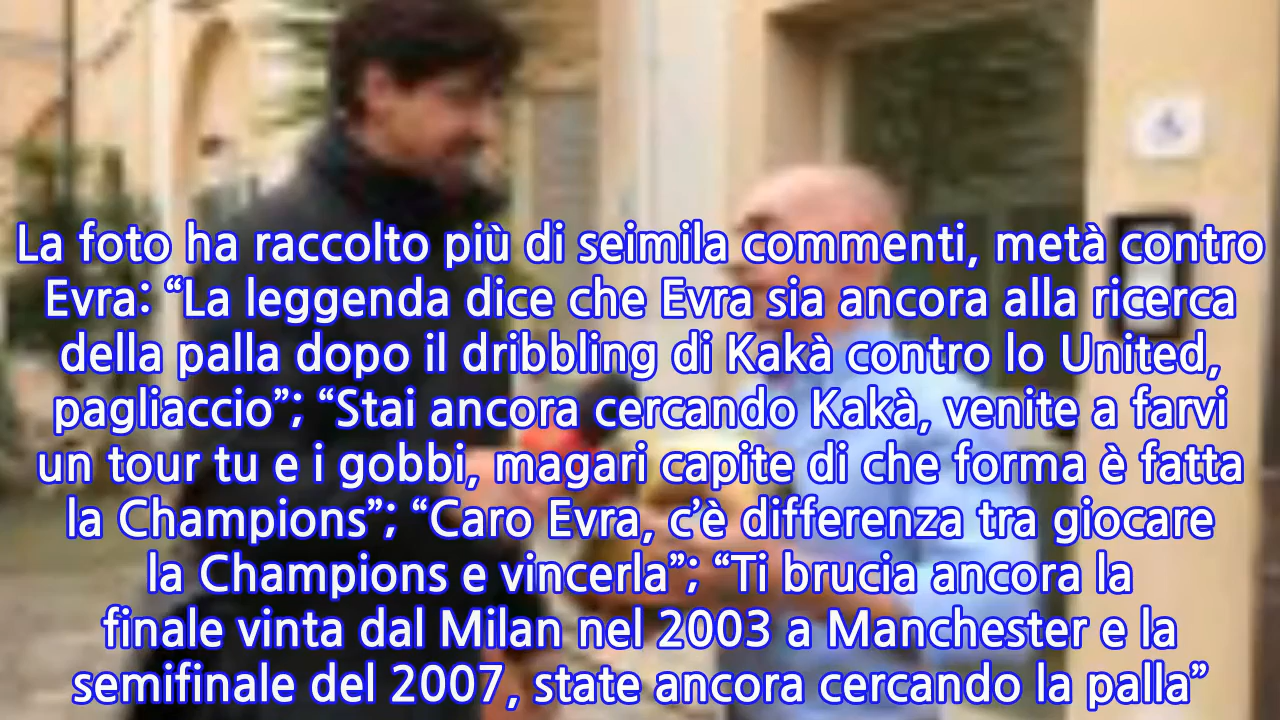 La foto ha raccolto più di seimila commenti, metà contro
Evra: “La leggenda dice che Evra sia ancora alla ricerca
della palla dopo il dribbling di Kakà contro lo United,
pagliaccio”; “Stai ancora cercando Kakà, venite a farvi
un tour tu e i gobbi, magari capite di che forma è fatta
la Champions”; “Caro Evra, c’è differenza tra giocare
la Champions e vincerla”; “Ti brucia ancora la
finale vinta dal Milan nel 2003 a Manchester e la
semifinale del 2007, state ancora cercando la palla”